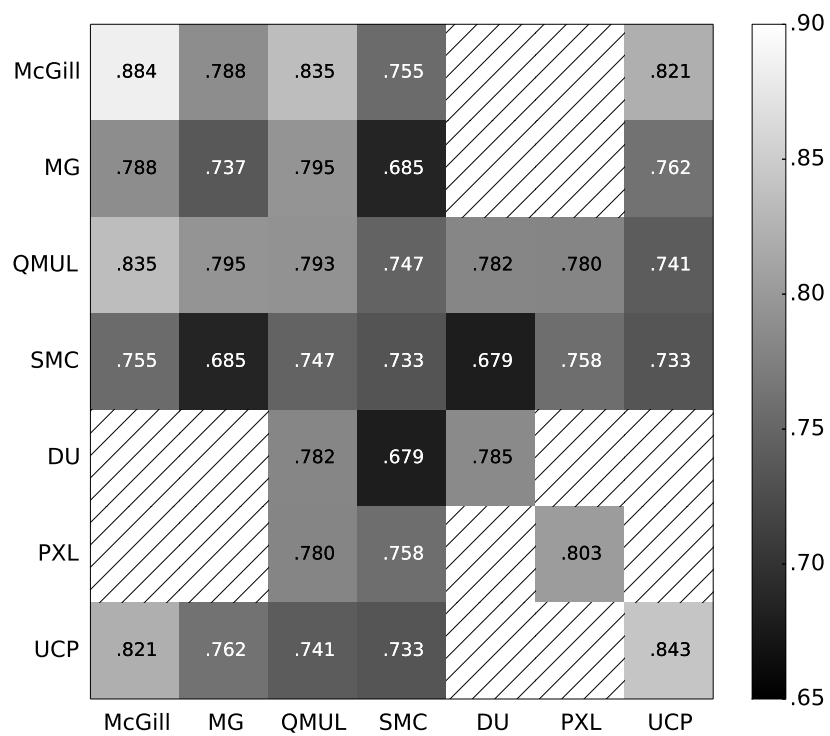 .90
McGill .884 .788 .835 .755 .821
.85
MG .788 .737 .795 .685 .762
QMUL .835 .795 .793 .747 .782 .780 .741
.80
SMC .755 .685 .747 .733 .679 .758 .733
.75
DU .782 .679 .785
PXL .780 .758 .803
.70
UCP .821 .762 .741 .733 .843
.65
McGill MG QMUL SMC DU PXL UCP